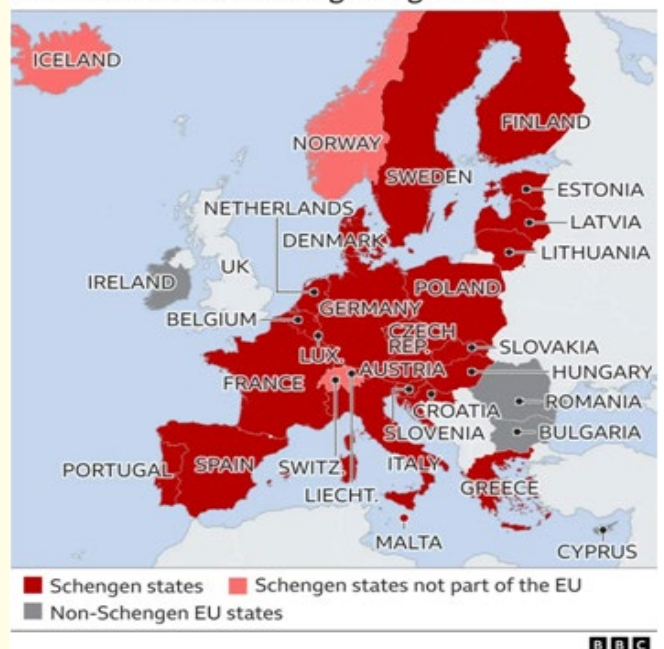 ICELAND
FINLAND
NORWAY
SWEDEN
NETHERLANDS
ESTONIA
DENMARK
LATVIA
LITHUANIA
UK
IRELAND
POLAND
GERMANY
BELGIUM
CZECH
REP.
SLOVAKIA
LUX.
AUSTRIA
HUNGARY
FRANCE
ROMANIA
CROATIA
SLOVENIA
BULGARIA
PORTUGAL
SPAIN
SWITZ.
ITALY
LIECHT.
GREECE
MALTA
CYPRUS
Schengen states
Schengen states not part of the EU
Non-Schengen EU states
BBC